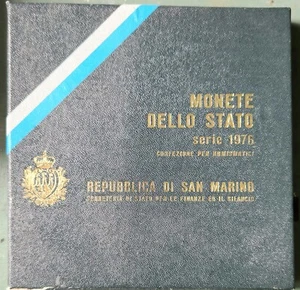 MONETE
DELLO STATO
serie 1976
CONFEZIONE PER NUMISMATICI
REPUBBLICA DI SAN MARINO
SEGRETERIA DI STATO PER LE FINANZE ED IL BILANCIO